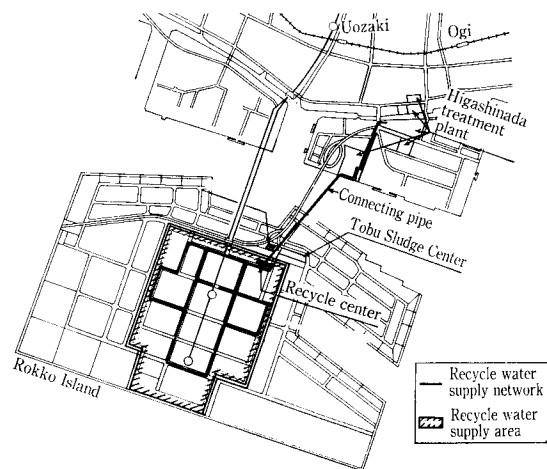 Uozaki
Ogi
Higashinada
treatment
plant
Connecting pipe
Tobu Sludge Center
Recycle center
Rokko Island
Recycle water
supply network
Recycle water
supply area